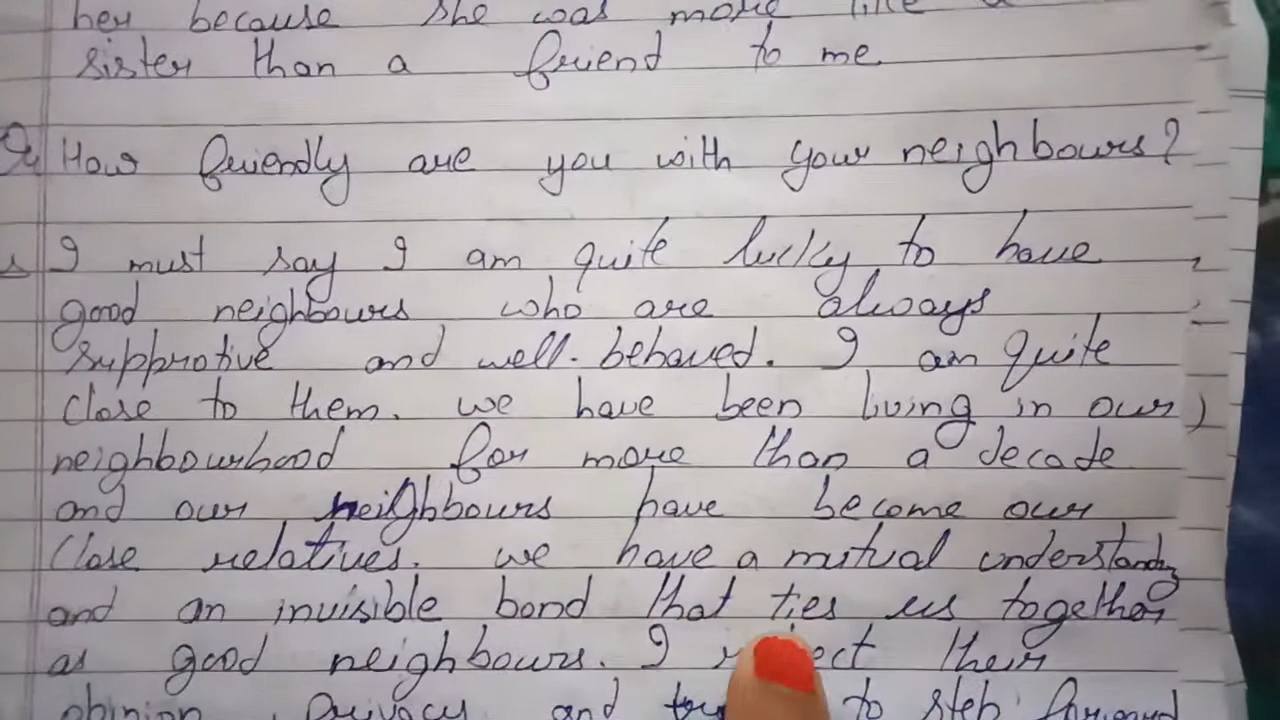 her because she was more like a
sister than a friend to me.
Q. How friendly are you with your neighbours?
I must say I am quite lucky to have
good neighbours who are always
supprotive and well-behaved. I am quite
close to them. we have been living in our
neighbourhood for more than a decade
and our neighbours have become our
close relatives. we have a mutual understanding
and an invisible bond that ties us together
as good neighbours. I their
opinion, privacy and to step forward